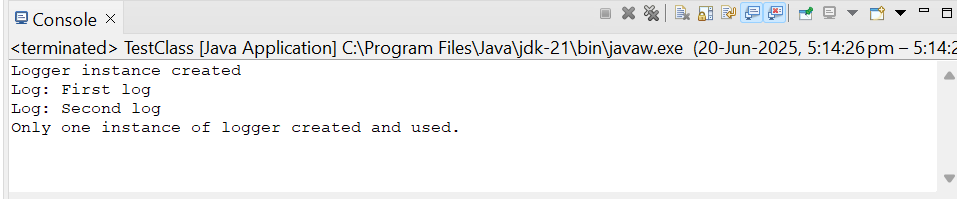 Console
<terminated> TestClass [Java Application] C:\Program Files\Java\jdk-21\bin\javaw.exe (20-Jun-2025, 5:14:26 pm – 5:14:2
Logger instance created
Log: First log
Log: Second log
Only one instance of logger created and used.